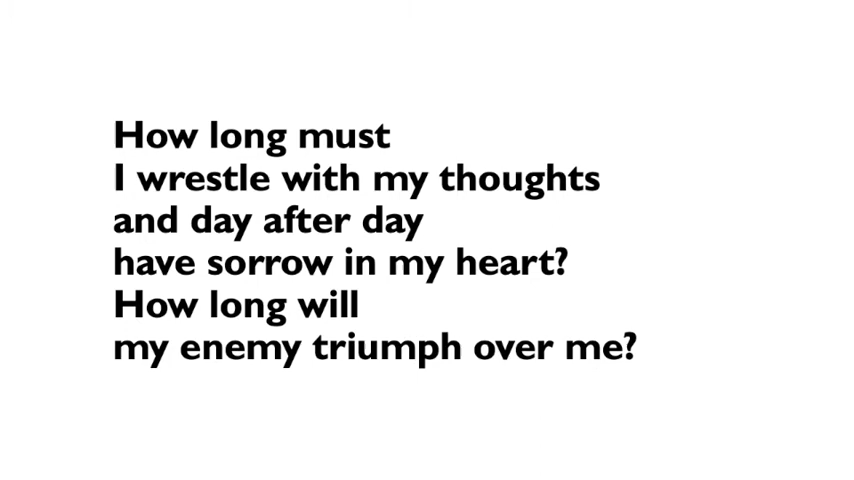 How long must
I wrestle with my thoughts
and day after day
have sorrow in my heart?
How long will
my enemy triumph over me?